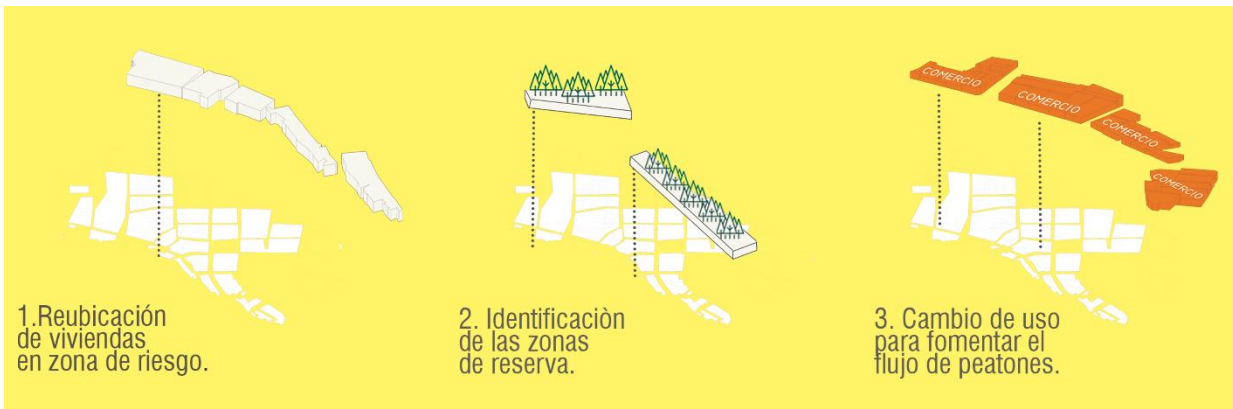 COMERCIO
COMERCIO
COMERCIO
COMERCIO
1.Reubicación
de viviendas
en zona de riesgo.
2. Identificaciòn
de las zonas
de reserva.
3. Cambio de uso
para fomentar el
flujo de peatones.